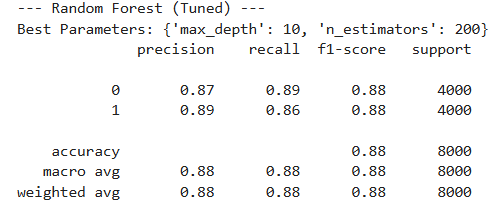 --- Random Forest (Tuned) ---
Best Parameters: {'max_depth': 10, 'n_estimators': 200}
precision recall f1-score support
0 0.87 0.89 0.88 4000
1 0.89 0.86 0.88 4000
accuracy 0.88 8000
macro avg 0.88 0.88 0.88 8000
weighted avg 0.88 0.88 0.88 8000